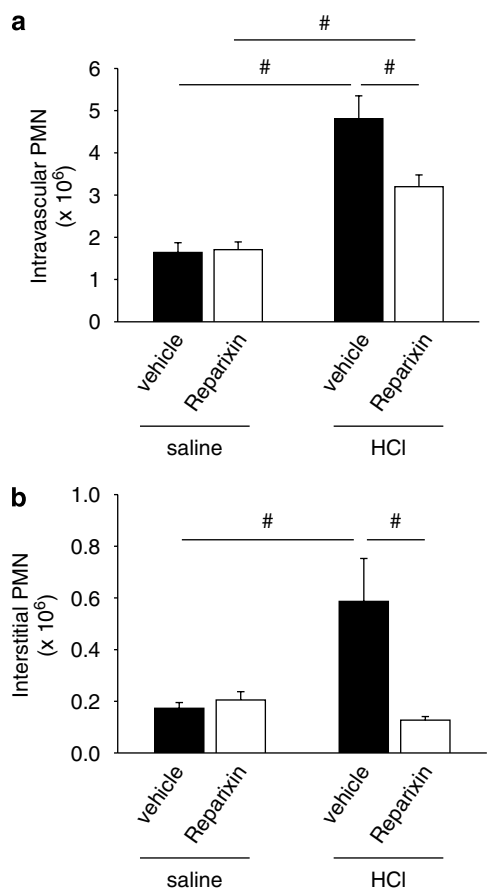 a
#
# #
6
5
4
3
2
1
0
Intravascular PMN
(x 10⁶)
vehicle
Reparixin
vehicle
Reparixin
saline HCl
b
1.0
0.8
0.6
0.4
0.2
0.0
# #
Interstitial PMN
(x 10⁶)
vehicle
Reparixin
vehicle
Reparixin
saline HCl